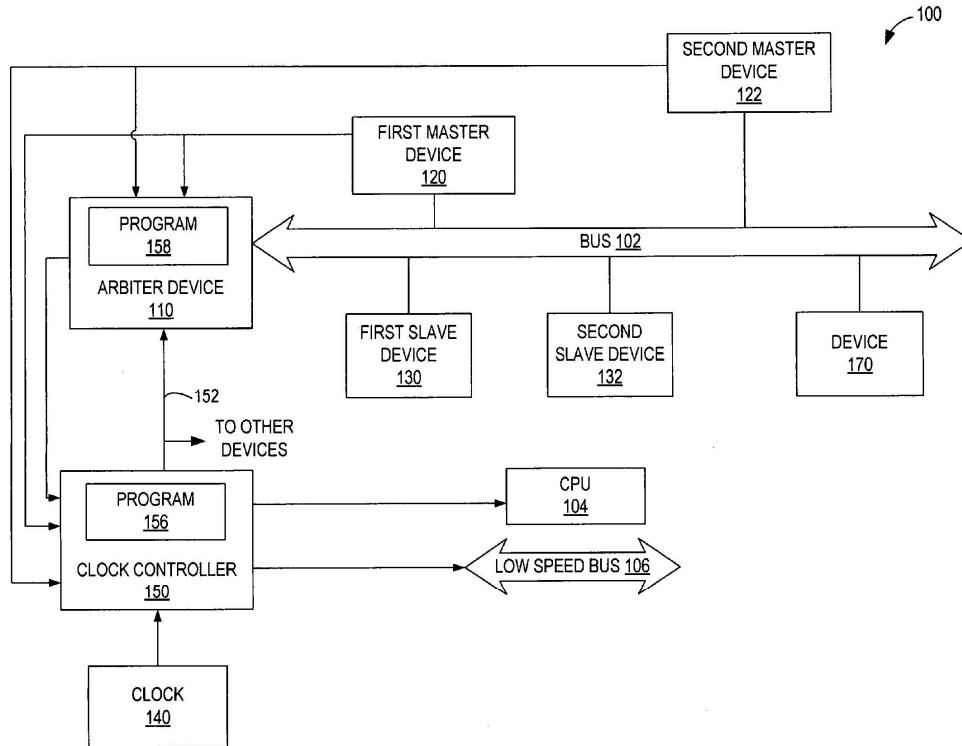 100
SECOND MASTER
DEVICE
122
FIRST MASTER
DEVICE
120
PROGRAM
158
ARBITER DEVICE
110
BUS 102
FIRST SLAVE
DEVICE
130
SECOND
SLAVE DEVICE
132
DEVICE
170
152
TO OTHER
DEVICES
PROGRAM
156
CLOCK CONTROLLER
150
CPU
104
LOW SPEED BUS 106
CLOCK
140